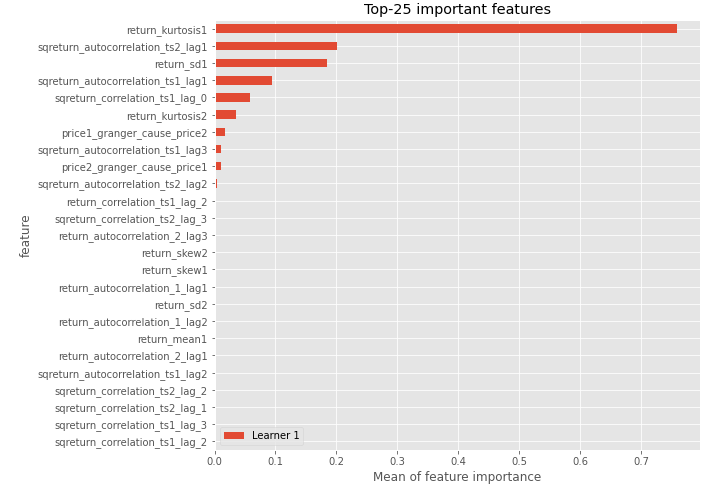 Top-25 important features
return_kurtosis1
sqreturn_autocorrelation_ts2_lag1
return_sd1
sqreturn_autocorrelation_ts1_lag1
sqreturn_correlation_ts1_lag_0
return_kurtosis2
price1_granger_cause_price2
sqreturn_autocorrelation_ts1_lag3
price2_granger_cause_price1
sqreturn_autocorrelation_ts2_lag2
return_correlation_ts1_lag_2
sqreturn_correlation_ts2_lag_3
return_autocorrelation_2_lag3
return_skew2
return_skew1
return_autocorrelation_1_lag1
return_sd2
return_autocorrelation_1_lag2
return_mean1
return_autocorrelation_2_lag1
sqreturn_autocorrelation_ts1_lag2
sqreturn_correlation_ts2_lag_2
sqreturn_correlation_ts2_lag_1
sqreturn_correlation_ts1_lag_3
sqreturn_correlation_ts1_lag_2
feature
Learner 1
0.0 0.1 0.2 0.3 0.4 0.5 0.6 0.7
Mean of feature importance